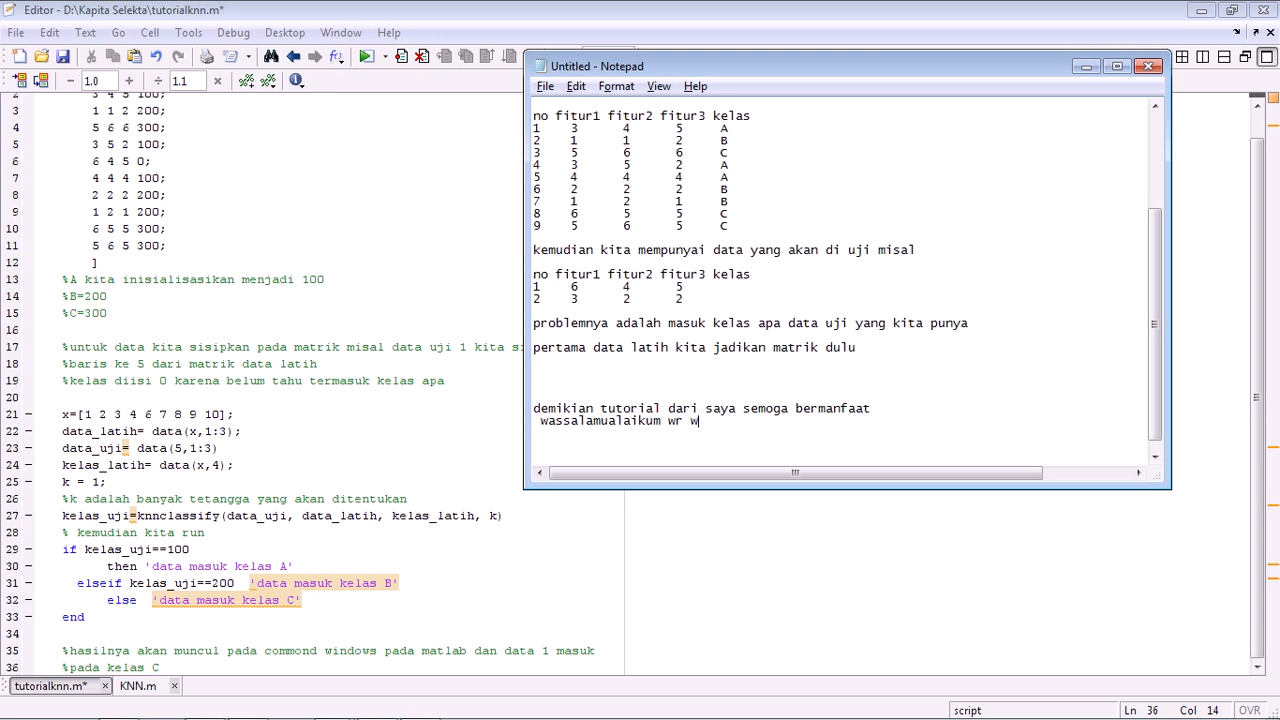 Editor - D:\Kapita Selekta\tutorialknn.m*
File Edit Text Go Cell Tools Debug Desktop Window Help
1.0 1.1
2 3 4 5 100;
3 1 1 2 200;
4 5 6 6 300;
5 3 5 2 100;
6 6 4 5 0;
7 4 4 4 100;
8 2 2 2 200;
9 1 2 1 200;
10 6 5 5 300;
11 5 6 5 300;
12 ]
13 %A kita inisialisasikan menjadi 100
14 %B=200
15 %C=300
16
17 %untuk data kita sisipkan pada matrik misal data uji 1 kita si
18 %baris ke 5 dari matrik data latih
19 %kelas diisi 0 karena belum tahu termasuk kelas apa
20
21 x=[1 2 3 4 6 7 8 9 10];
22 data_latih= data(x,1:3);
23 data_uji= data(5,1:3)
24 kelas_latih= data(x,4);
25 k = 1;
26 %k adalah banyak tetangga yang akan ditentukan
27 kelas_uji=knnclassify(data_uji, data_latih, kelas_latih, k)
28 % kemudian kita run
29 if kelas_uji==100
30 then 'data masuk kelas A'
31 elseif kelas_uji==200 'data masuk kelas B'
32 else 'data masuk kelas C'
33 end
34
35 %hasilnya akan muncul pada commond windows pada matlab dan data 1 masuk
36 %pada kelas C
tutorialknn.m* KNN.m
script Ln 36 Col 14 OVR
Untitled - Notepad
File Edit Format View Help
no fitur1 fitur2 fitur3 kelas
1 3 4 5 A
2 1 1 2 B
3 5 6 6 C
4 3 5 2 A
5 4 4 4 A
6 2 2 2 B
7 1 2 1 B
8 6 5 5 C
9 5 6 5 C
kemudian kita mempunyai data yang akan di uji misal
no fitur1 fitur2 fitur3 kelas
1 6 4 5
2 3 2 2
problemnya adalah masuk kelas apa data uji yang kita punya
pertama data latih kita jadikan matrik dulu
demikian tutorial dari saya semoga bermanfaat
wassalamualaikum wr w